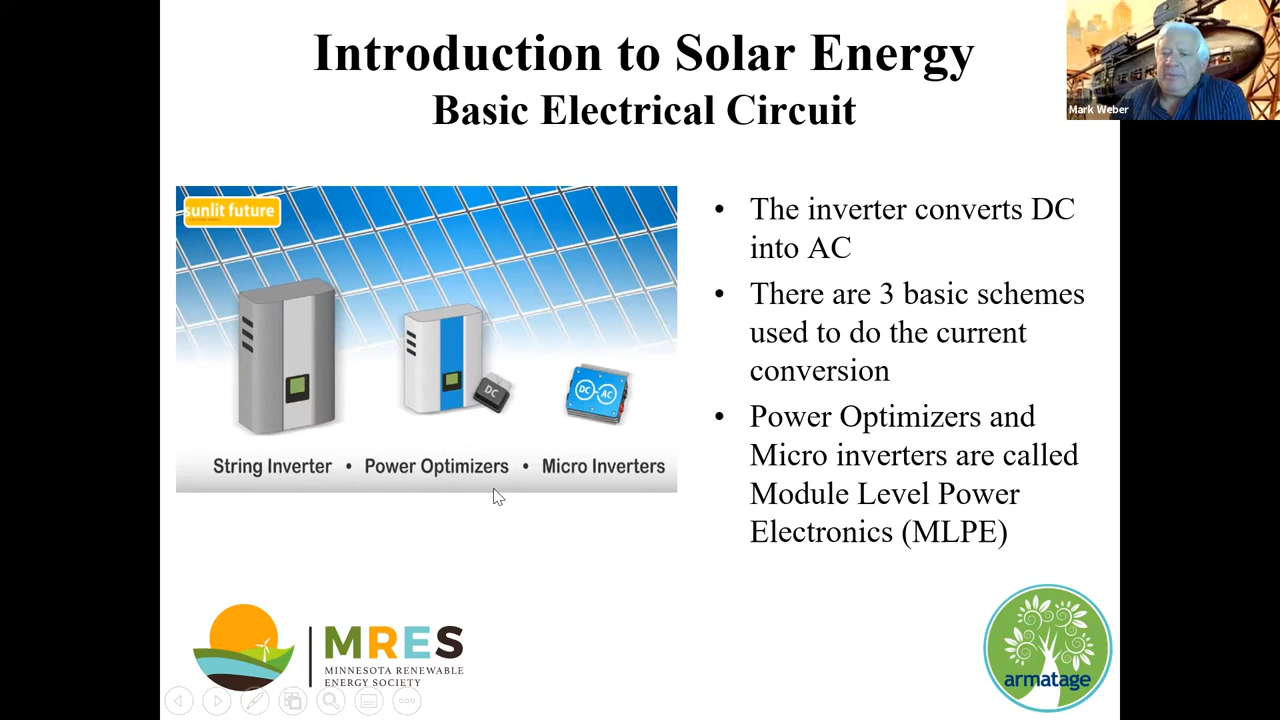 Introduction to Solar Energy
Basic Electrical Circuit
Mark Weber
sunlit future
DC
DC AC
String Inverter • Power Optimizers • Micro Inverters
• The inverter converts DC
into AC
• There are 3 basic schemes
used to do the current
conversion
• Power Optimizers and
Micro inverters are called
Module Level Power
Electronics (MLPE)
MRES
MINNESOTA RENEWABLE
ENERGY SOCIETY
armatage